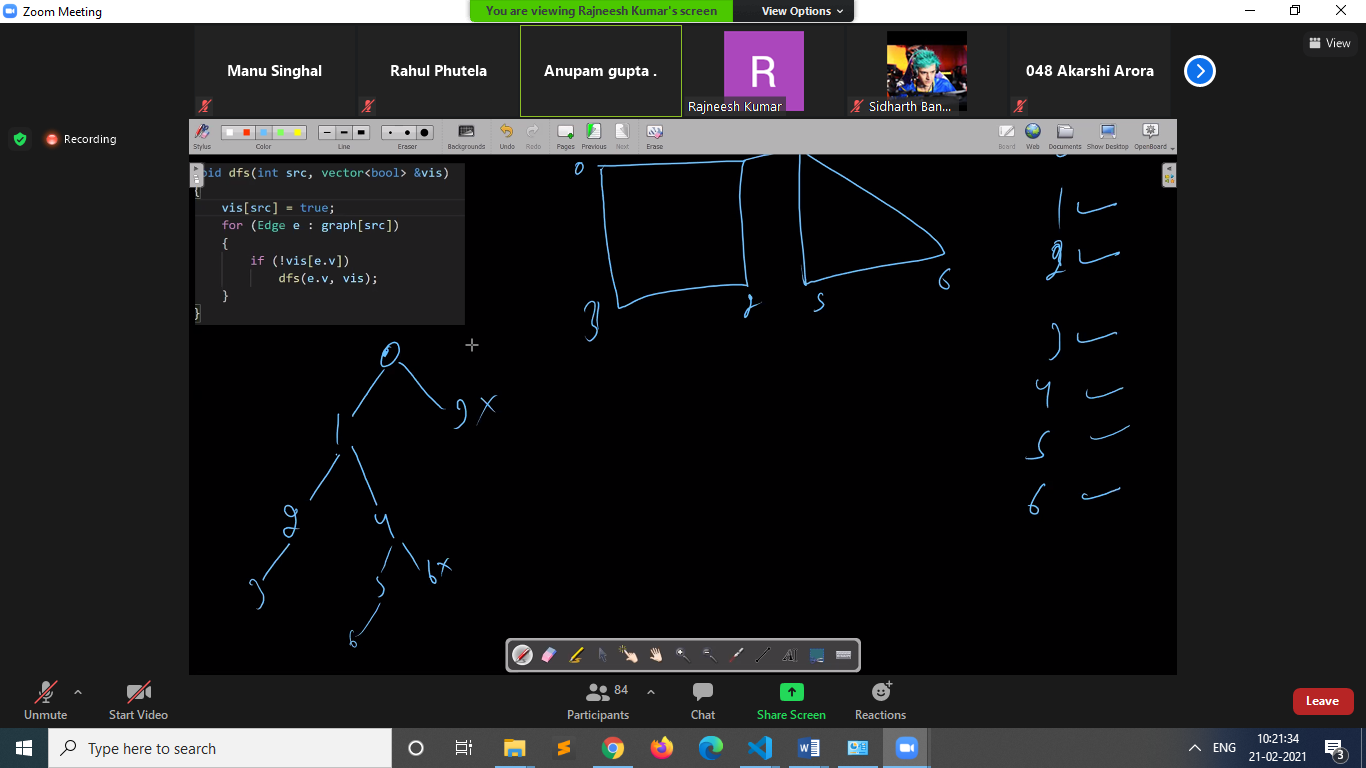 Zoom Meeting
You are viewing Rajneesh Kumar's screen
View Options
Manu Singhal
Rahul Phutela
Anupam gupta .
R
Rajneesh Kumar
Sidharth Ban...
048 Akarshi Arora
View
Recording
Stylus
Color
Line
Eraser
Backgrounds
Undo
Redo
Pages
Previous
Next
Erase
Board
Web
Documents
Show Desktop
OpenBoard
oid dfs(int src, vector<bool> &vis)
{
vis[src] = true;
for (Edge e : graph[src])
{
if (!vis[e.v])
dfs(e.v, vis);
}
}
0
3
2
5
6
1
2
3
4
5
6
0
1
3 x
2
4
3
5
6 x
6
Unmute
Start Video
84
Participants
Chat
Share Screen
Reactions
Leave
Type here to search
ENG
10:21:34
21-02-2021
3